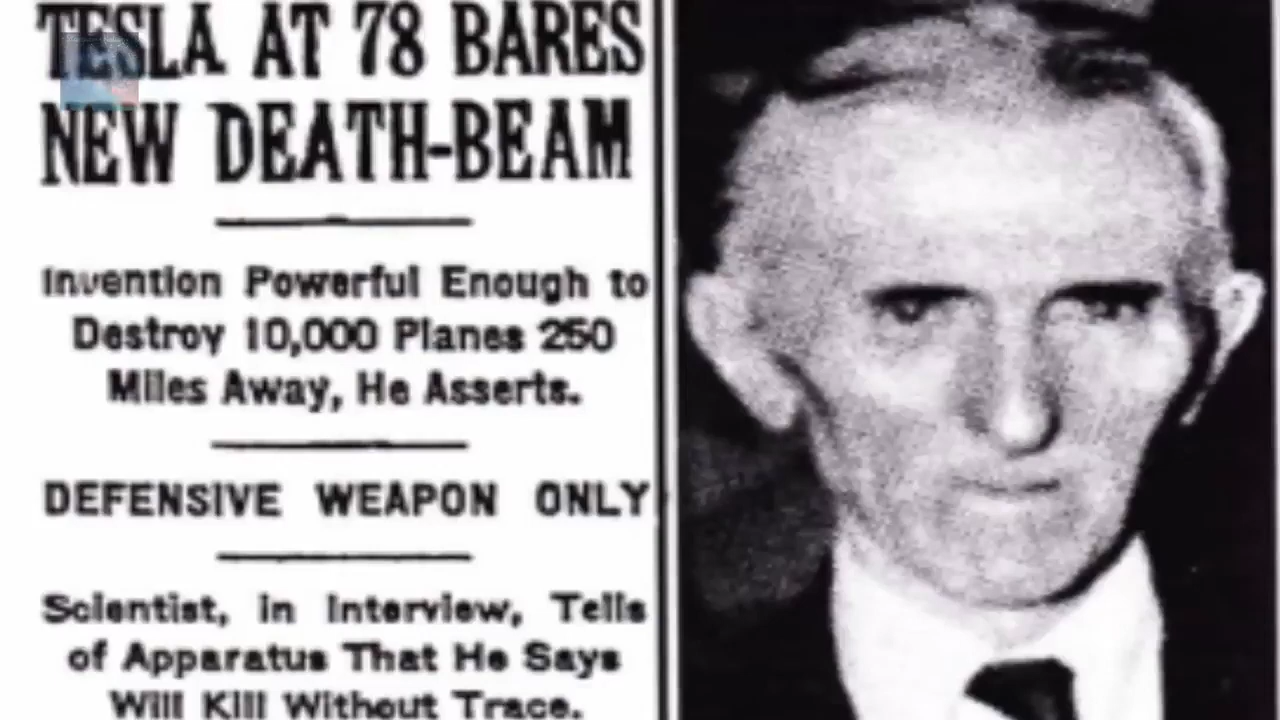 TESLA AT 78 BARES
NEW DEATH-BEAM
Invention Powerful Enough to
Destroy 10,000 Planes 250
Miles Away, He Asserts.
DEFENSIVE WEAPON ONLY
Scientist, in Interview, Tells
of Apparatus That He Says
Will Kill Without Trace.